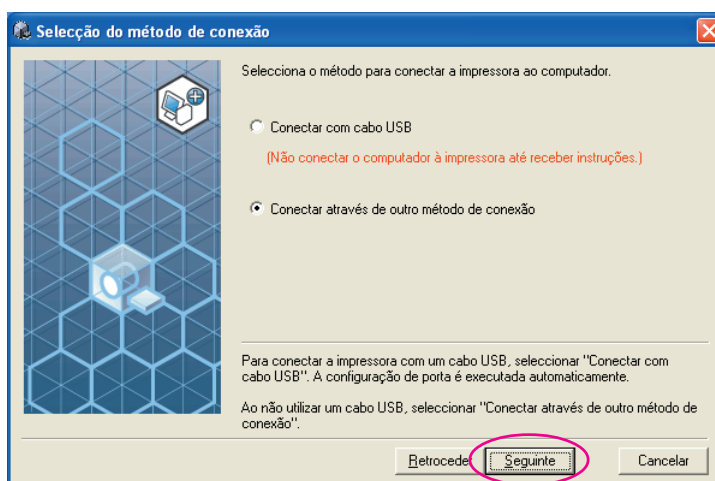 Selecção do método de conexão
Selecciona o método para conectar a impressora ao computador.
Conectar com cabo USB
(Não conectar o computador à impressora até receber instruções.)
Conectar através de outro método de conexão
Para conectar a impressora com um cabo USB, seleccionar "Conectar com
cabo USB". A configuração de porta é executada automaticamente.
Ao não utilizar um cabo USB, seleccionar "Conectar através de outro método de
conexão".
Retroceder Seguinte Cancelar